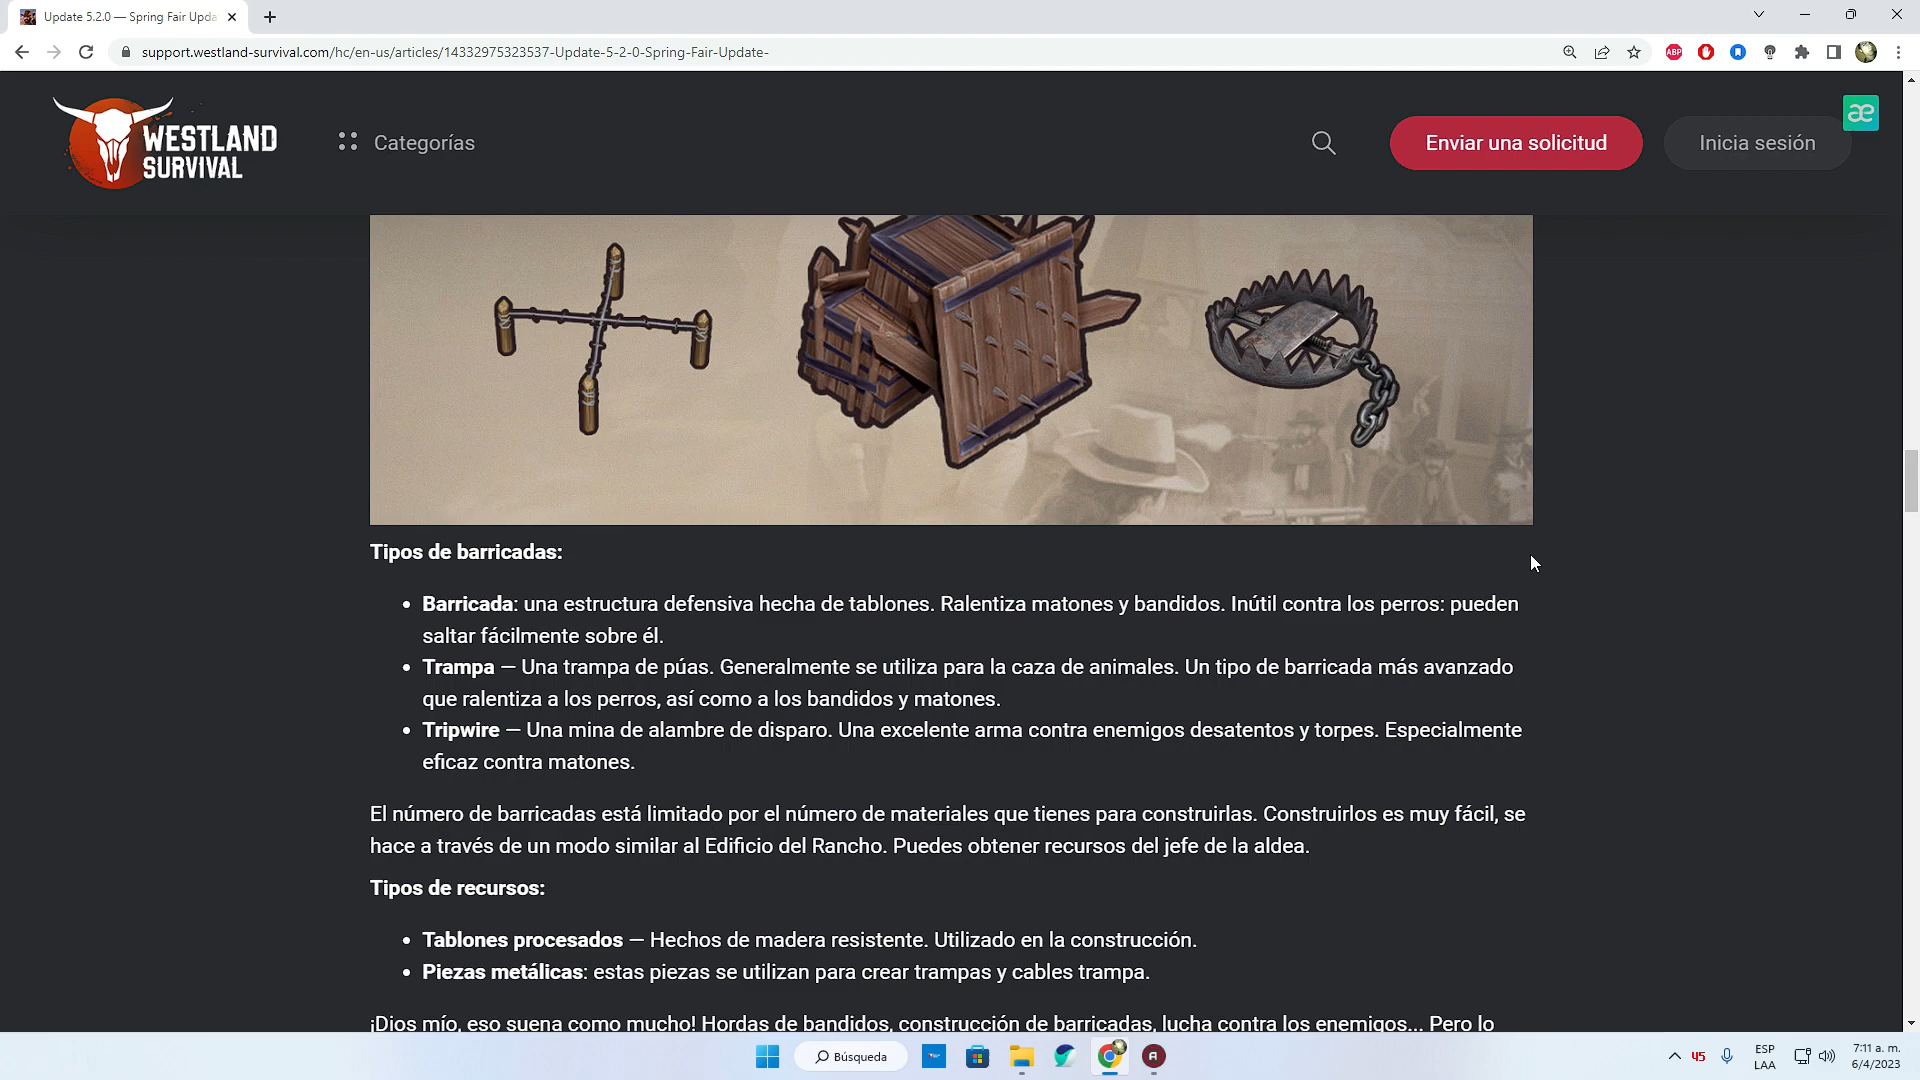 Update 5.2.0 — Spring Fair Upda
support.westland-survival.com/hc/en-us/articles/14332975323537-Update-5-2-0-Spring-Fair-Update-
ABP
WESTLAND
SURVIVAL
Categorías
Enviar una solicitud
Inicia sesión
æ
Tipos de barricadas:
• Barricada: una estructura defensiva hecha de tablones. Ralentiza matones y bandidos. Inútil contra los perros: pueden
saltar fácilmente sobre él.
• Trampa — Una trampa de púas. Generalmente se utiliza para la caza de animales. Un tipo de barricada más avanzado
que ralentiza a los perros, así como a los bandidos y matones.
• Tripwire — Una mina de alambre de disparo. Una excelente arma contra enemigos desatentos y torpes. Especialmente
eficaz contra matones.
El número de barricadas está limitado por el número de materiales que tienes para construirlas. Construirlos es muy fácil, se
hace a través de un modo similar al Edificio del Rancho. Puedes obtener recursos del jefe de la aldea.
Tipos de recursos:
• Tablones procesados — Hechos de madera resistente. Utilizado en la construcción.
• Piezas metálicas: estas piezas se utilizan para crear trampas y cables trampa.
¡Dios mío, eso suena como mucho! Hordas de bandidos, construcción de barricadas, lucha contra los enemigos... Pero lo
Búsqueda
45
ESP
LAA
7:11 a. m.
6/4/2023